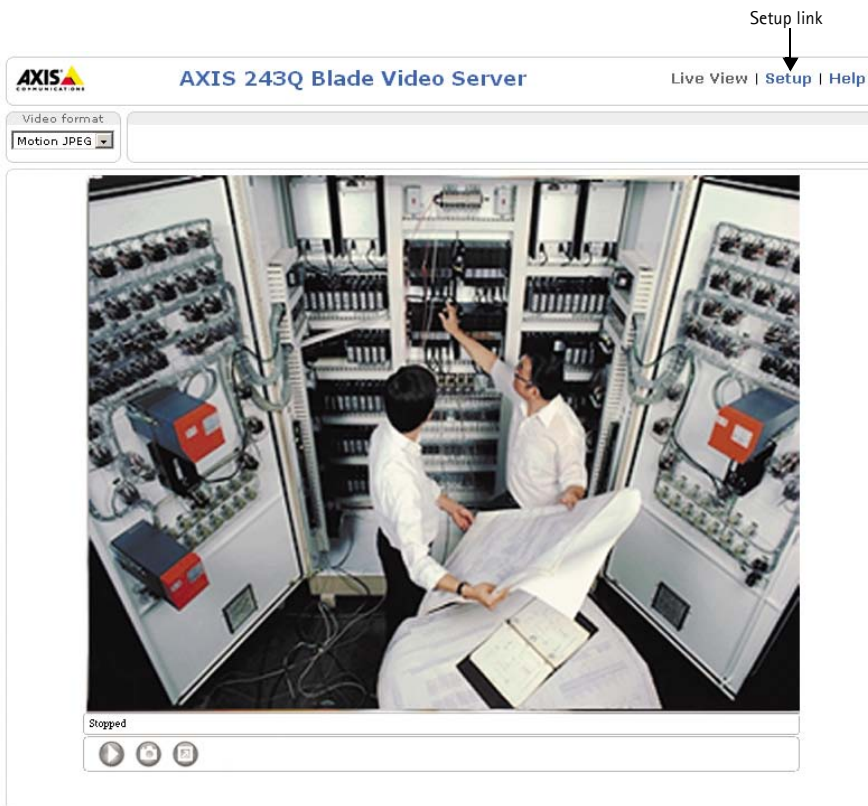 Setup link
AXIS
COMMUNICATIONS
AXIS 243Q Blade Video Server
Live View | Setup | Help
Video format
Motion JPEG
Stopped